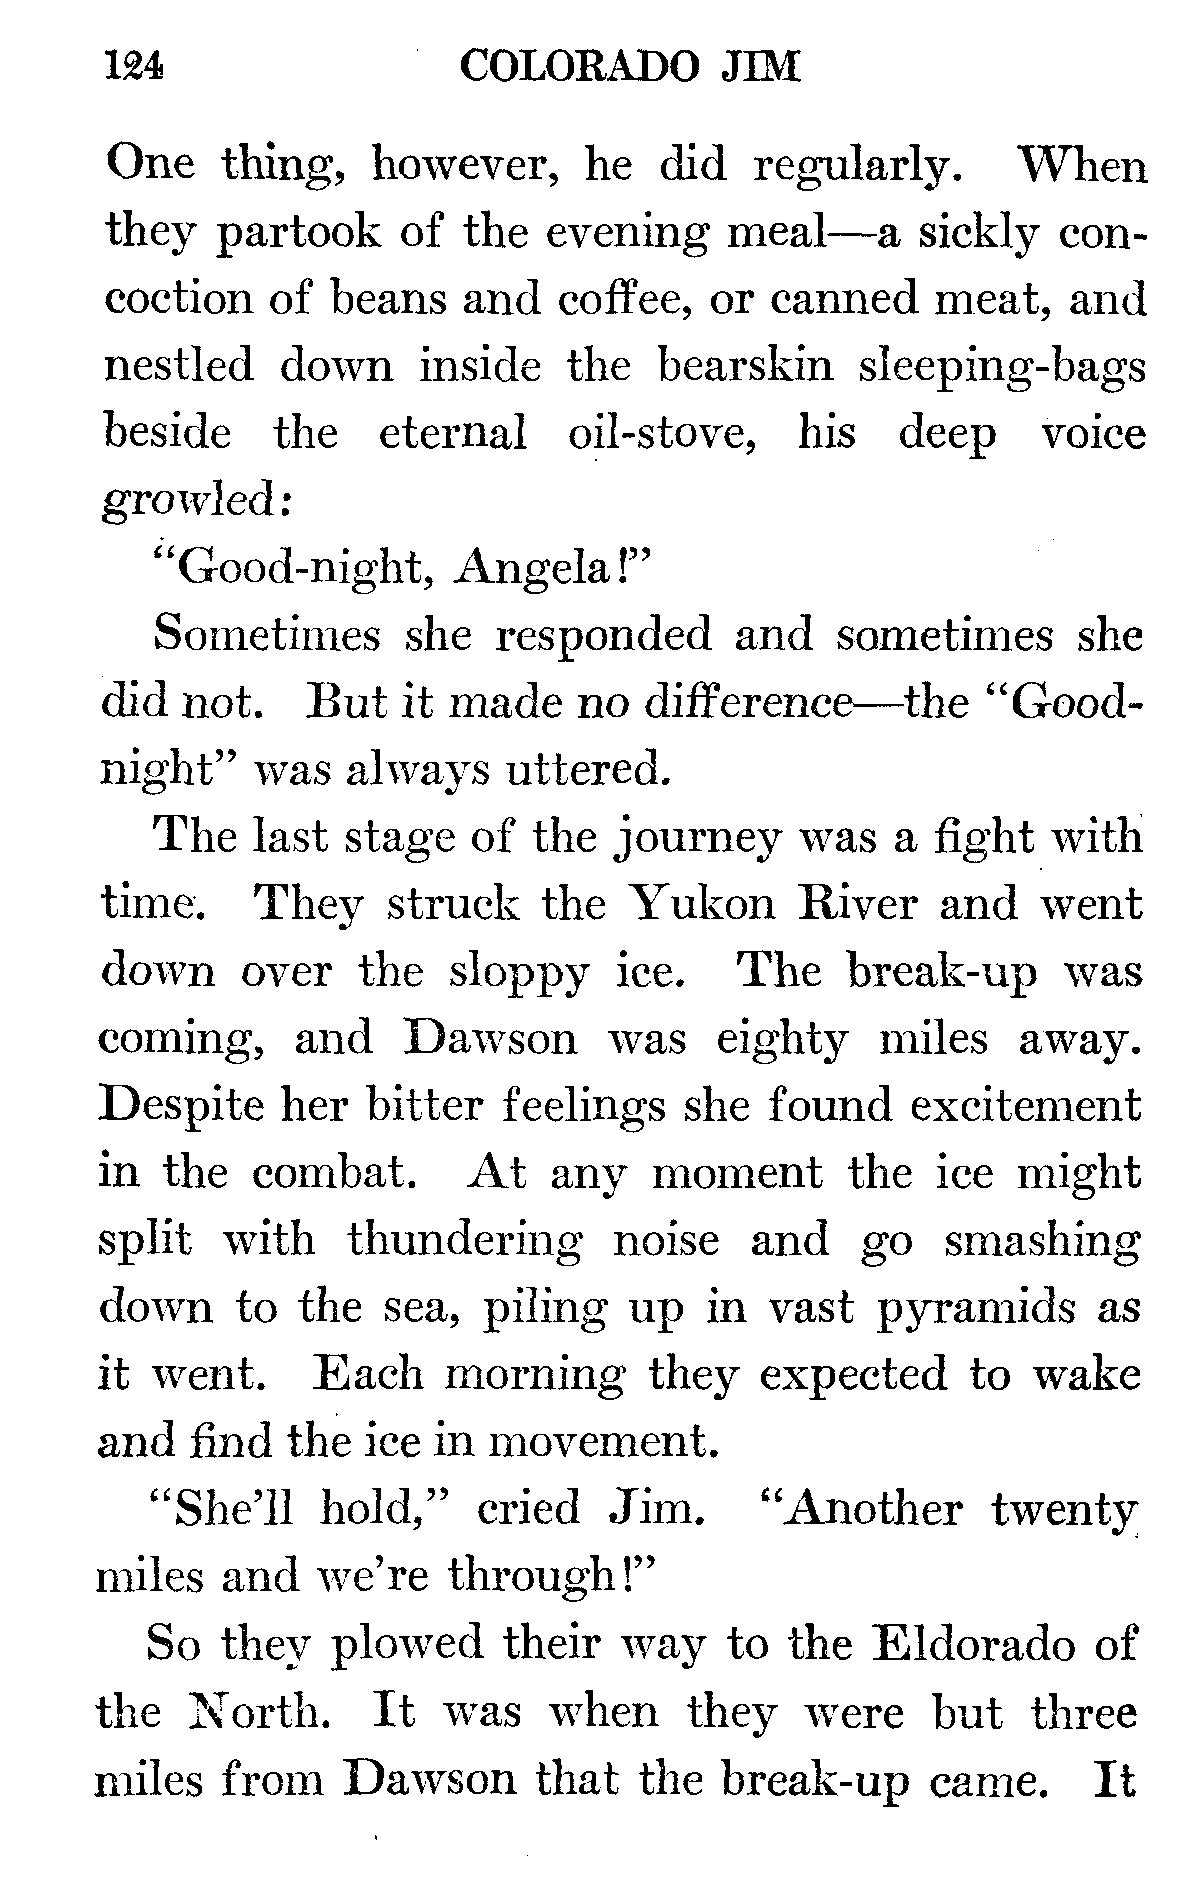 124 COLORADO JIM
One thing, however, he did regularly. When
they partook of the evening meal—a sickly con-
coction of beans and coffee, or canned meat, and
nestled down inside the bearskin sleeping-bags
beside the eternal oil-stove, his deep voice
growled:
"Good-night, Angela!"
Sometimes she responded and sometimes she
did not. But it made no difference—the "Good-
night" was always uttered.
The last stage of the journey was a fight with
time. They struck the Yukon River and went
down over the sloppy ice. The break-up was
coming, and Dawson was eighty miles away.
Despite her bitter feelings she found excitement
in the combat. At any moment the ice might
split with thundering noise and go smashing
down to the sea, piling up in vast pyramids as
it went. Each morning they expected to wake
and find the ice in movement.
"She'll hold," cried Jim. "Another twenty
miles and we're through!"
So they plowed their way to the Eldorado of
the North. It was when they were but three
miles from Dawson that the break-up came. It